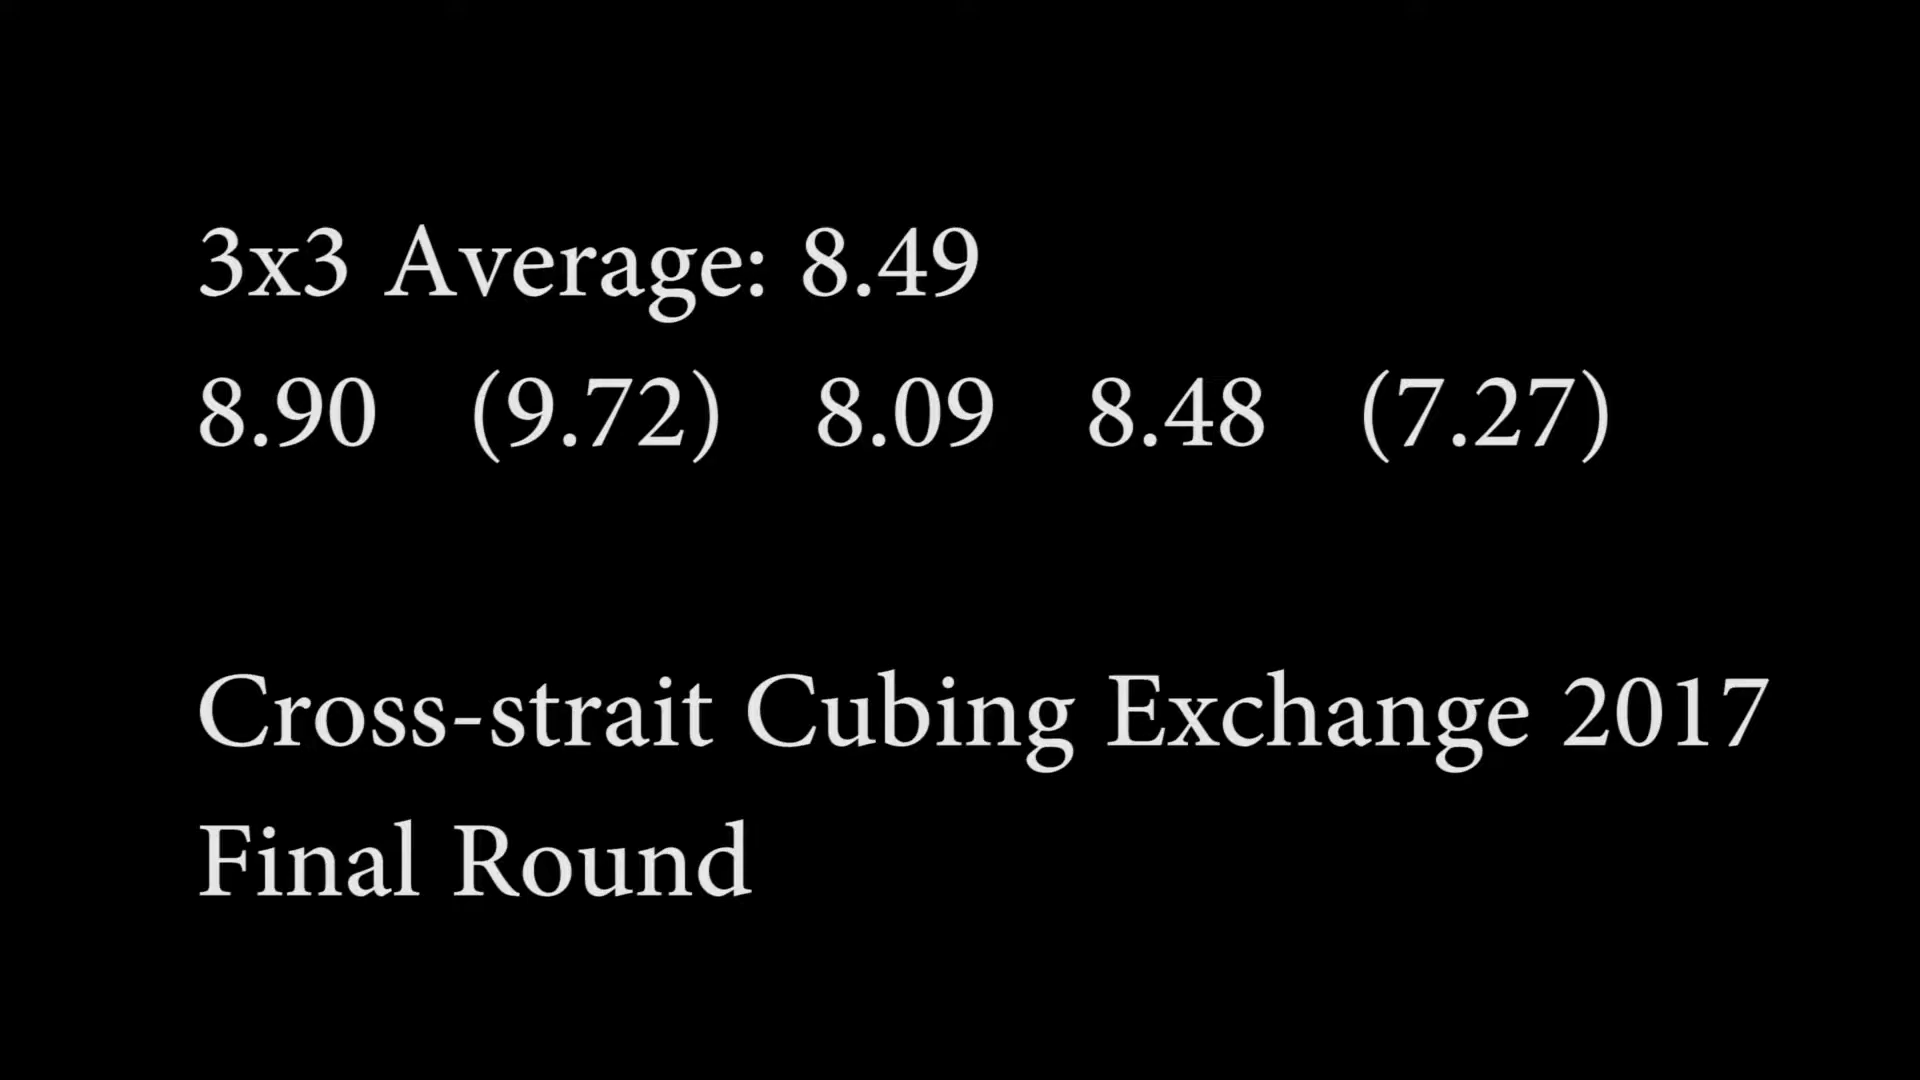 3x3 Average: 8.49
8.90 (9.72) 8.09 8.48 (7.27)
Cross-strait Cubing Exchange 2017
Final Round